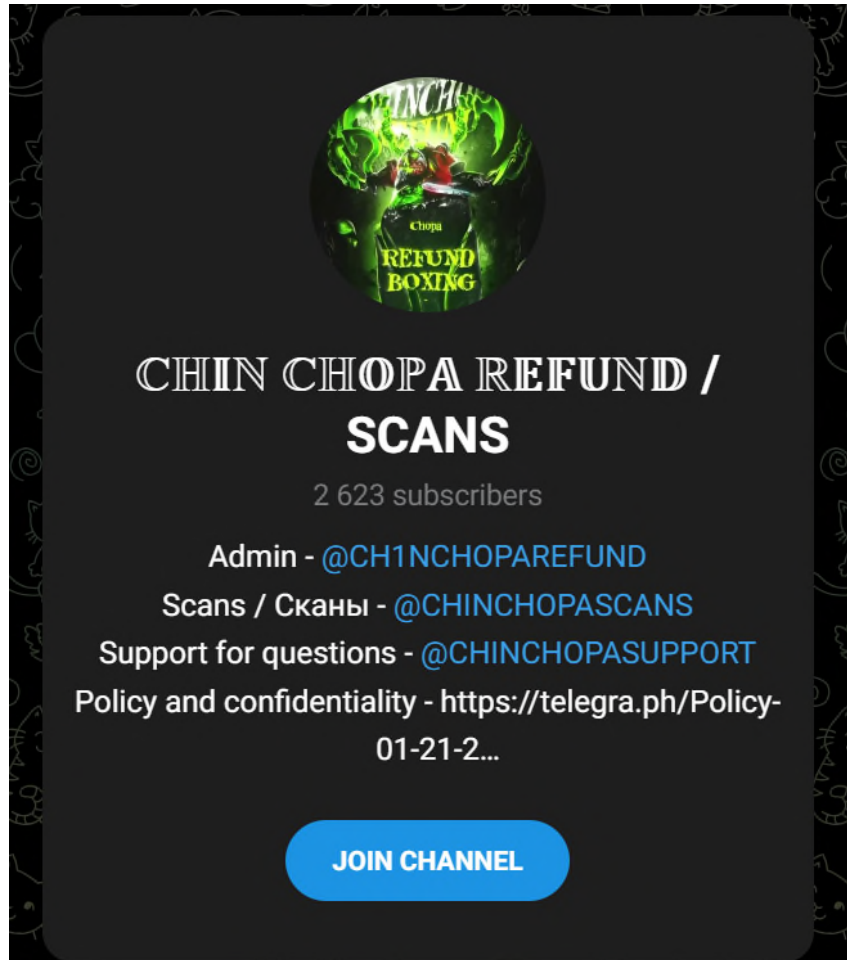 CHINCH
Chopa
REFUND
BOXING
ℂℍIℕ ℂℍOℙA ℝEFUℕD /
SCANS
2 623 subscribers
Admin - @CH1NCHOPAREFUND
Scans / Сканы - @CHINCHOPASCANS
Support for questions - @CHINCHOPASUPPORT
Policy and confidentiality - https://telegra.ph/Policy-
01-21-2...
JOIN CHANNEL